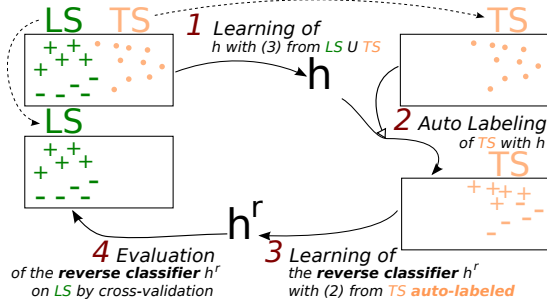 LS TS
1 Learning of
h with (3) from LS U TS
TS
h
LS
2 Auto Labeling
of TS with h
TS
h^r
4 Evaluation
of the reverse classifier h^r
on LS by cross-validation
3 Learning of
the reverse classifier h^r
with (2) from TS auto-labeled